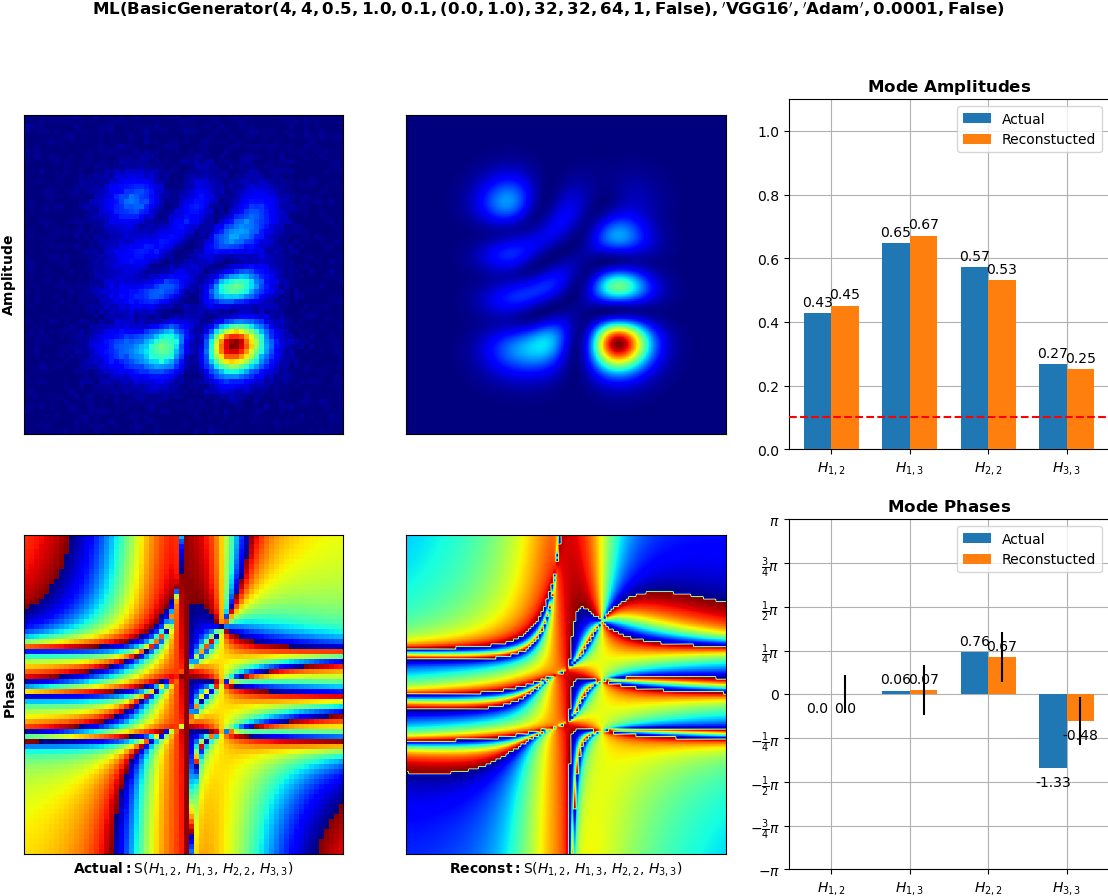 ML(BasicGenerator(4, 4, 0.5, 1.0, 0.1, (0.0, 1.0), 32, 32, 64, 1, False), ′VGG16′, ′Adam′, 0.0001, False)
Amplitude
Mode Amplitudes
Actual
Reconstucted
1.0
0.8
0.6
0.4
0.2
0.0
0.43 0.45
0.65 0.67
0.57 0.53
0.27 0.25
H1,2 H1,3 H2,2 H3,3
Phase
Actual: S(H1,2, H1,3, H2,2, H3,3)
Reconst: S(H1,2, H1,3, H2,2, H3,3)
Mode Phases
Actual
Reconstucted
π
3/4π
1/2π
1/4π
0
−1/4π
−1/2π
−3/4π
−π
0.0 0.0
0.06 0.07
0.76 0.67
-1.33 -0.48
H1,2 H1,3 H2,2 H3,3